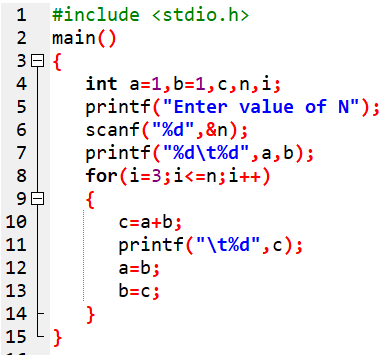 1 #include <stdio.h>
2 main()
3 {
4 int a=1,b=1,c,n,i;
5 printf("Enter value of N");
6 scanf("%d",&n);
7 printf("%d\t%d",a,b);
8 for(i=3;i<=n;i++)
9 {
10 c=a+b;
11 printf("\t%d",c);
12 a=b;
13 b=c;
14 }
15 }